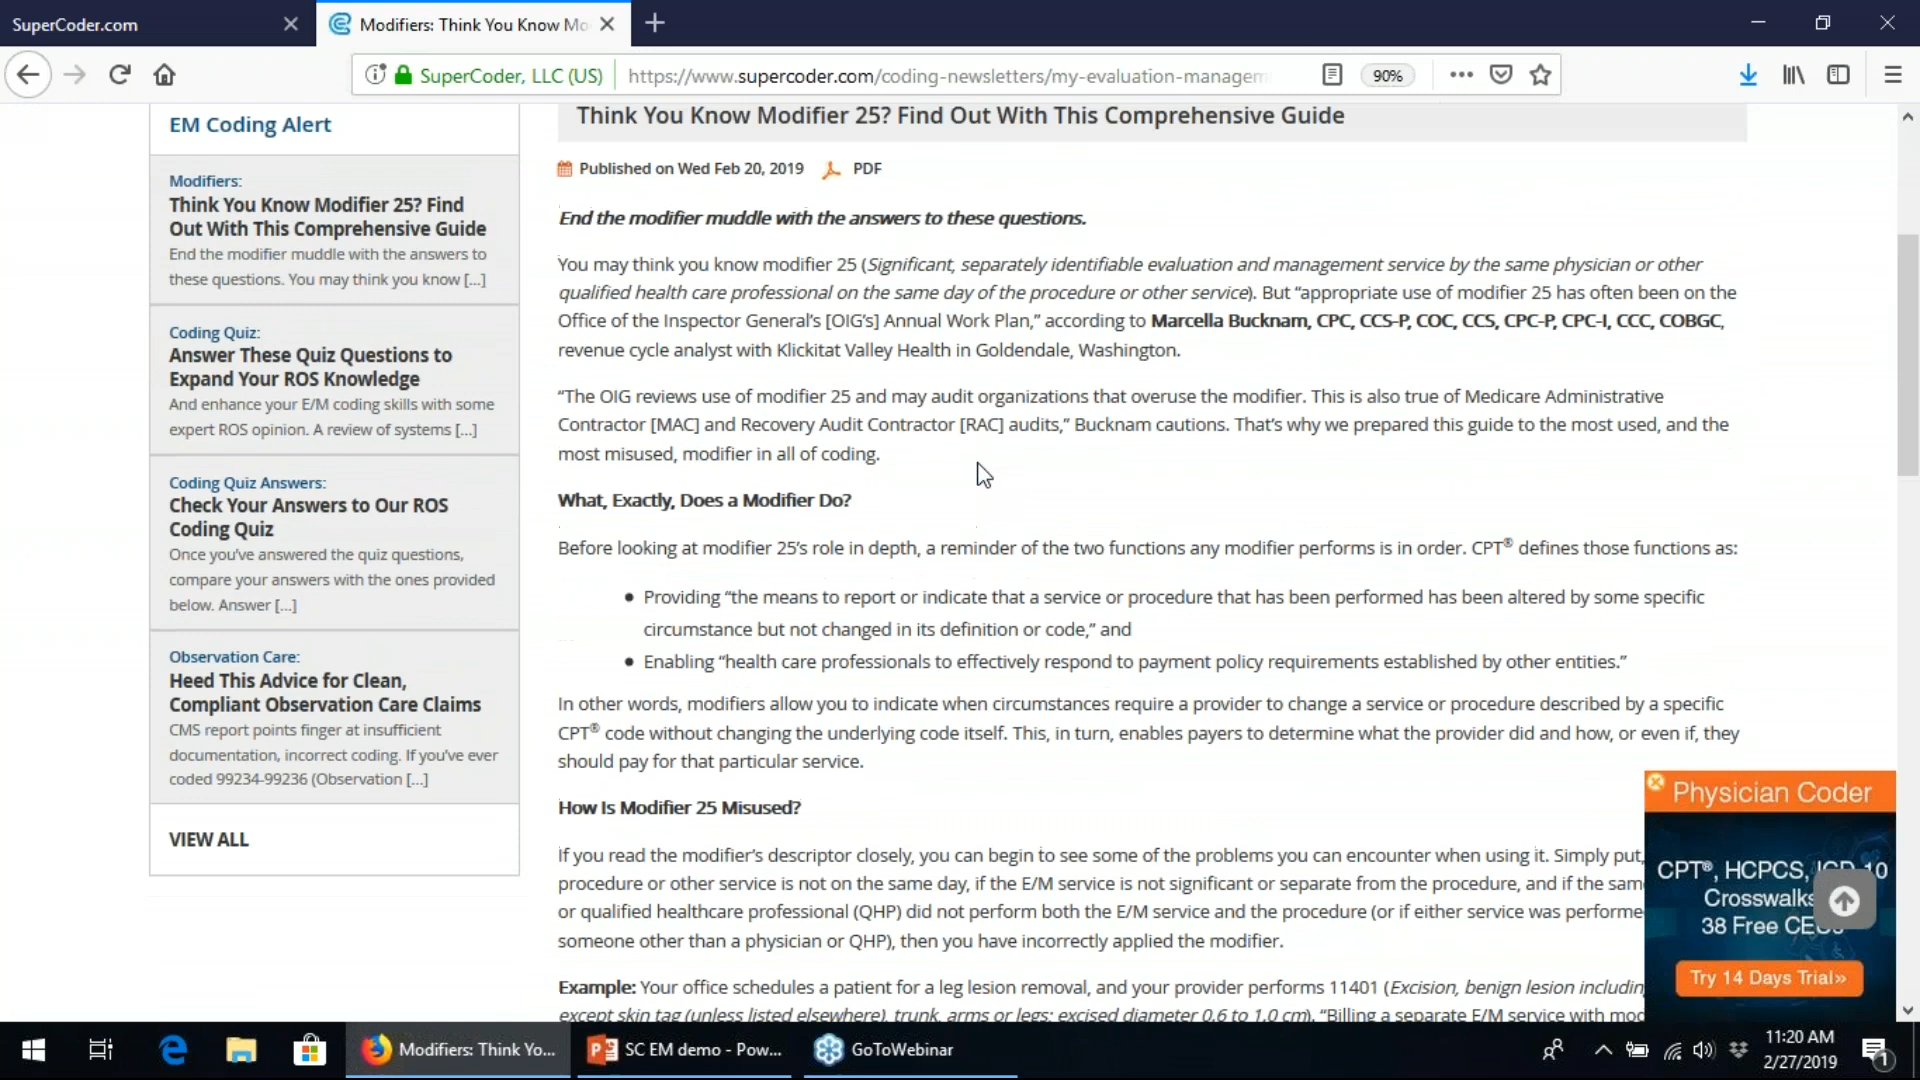 SuperCoder.com
Modifiers: Think You Know Mo
SuperCoder, LLC (US)
https://www.supercoder.com/coding-newsletters/my-evaluation-managem
90%
EM Coding Alert
Modifiers:
Think You Know Modifier 25? Find
Out With This Comprehensive Guide
End the modifier muddle with the answers to
these questions. You may think you know [...]
Coding Quiz:
Answer These Quiz Questions to
Expand Your ROS Knowledge
And enhance your E/M coding skills with some
expert ROS opinion. A review of systems [...]
Coding Quiz Answers:
Check Your Answers to Our ROS
Coding Quiz
Once you've answered the quiz questions,
compare your answers with the ones provided
below. Answer [...]
Observation Care:
Heed This Advice for Clean,
Compliant Observation Care Claims
CMS report points finger at insufficient
documentation, incorrect coding. If you've ever
coded 99234-99236 (Observation [...]
VIEW ALL
Think You Know Modifier 25? Find Out With This Comprehensive Guide
Published on Wed Feb 20, 2019 PDF
End the modifier muddle with the answers to these questions.
You may think you know modifier 25 (Significant, separately identifiable evaluation and management service by the same physician or other
qualified health care professional on the same day of the procedure or other service). But “appropriate use of modifier 25 has often been on the
Office of the Inspector General’s [OIG’s] Annual Work Plan,” according to Marcella Bucknam, CPC, CCS-P, COC, CCS, CPC-P, CPC-I, CCC, COBGC,
revenue cycle analyst with Klickitat Valley Health in Goldendale, Washington.
“The OIG reviews use of modifier 25 and may audit organizations that overuse the modifier. This is also true of Medicare Administrative
Contractor [MAC] and Recovery Audit Contractor [RAC] audits,” Bucknam cautions. That’s why we prepared this guide to the most used, and the
most misused, modifier in all of coding.
What, Exactly, Does a Modifier Do?
Before looking at modifier 25’s role in depth, a reminder of the two functions any modifier performs is in order. CPT® defines those functions as:
• Providing “the means to report or indicate that a service or procedure that has been performed has been altered by some specific
circumstance but not changed in its definition or code,” and
• Enabling “health care professionals to effectively respond to payment policy requirements established by other entities.”
In other words, modifiers allow you to indicate when circumstances require a provider to change a service or procedure described by a specific
CPT® code without changing the underlying code itself. This, in turn, enables payers to determine what the provider did and how, or even if, they
should pay for that particular service.
How Is Modifier 25 Misused?
If you read the modifier’s descriptor closely, you can begin to see some of the problems you can encounter when using it. Simply put,
procedure or other service is not on the same day, if the E/M service is not significant or separate from the procedure, and if the sam
or qualified healthcare professional (QHP) did not perform both the E/M service and the procedure (or if either service was performe
someone other than a physician or QHP), then you have incorrectly applied the modifier.
Example: Your office schedules a patient for a leg lesion removal, and your provider performs 11401 (Excision, benign lesion including
except skin tag (unless listed elsewhere), trunk, arms or legs; excised diameter 0.6 to 1.0 cm). “Billing a separate E/M service with mod
Physician Coder
CPT®, HCPCS, ICD-10
Crosswalks
38 Free CEUs
Try 14 Days Trial»
Modifiers: Think Yo...
SC EM demo - Pow...
GoToWebinar
11:20 AM
2/27/2019
1